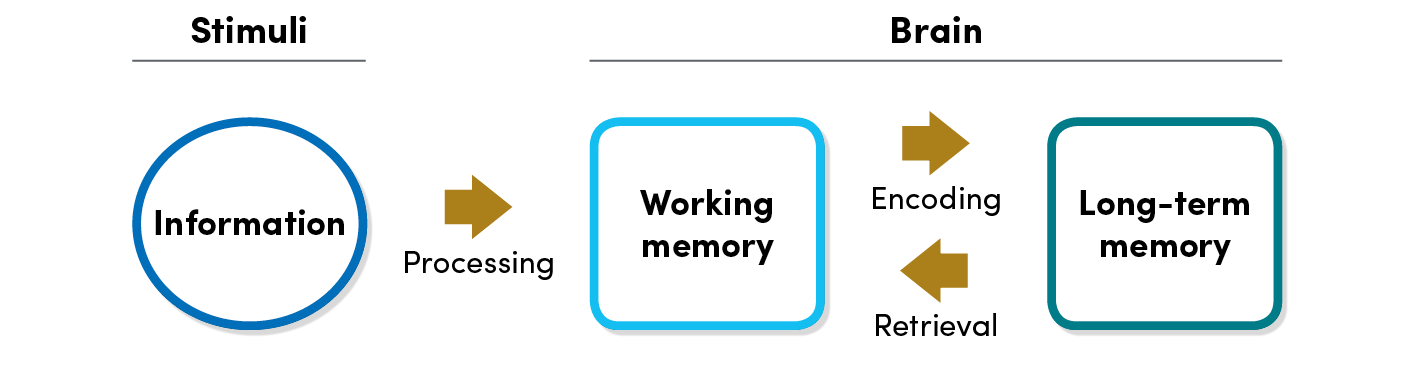 Stimuli
Brain
Information
Processing
Working
memory
Encoding
Retrieval
Long-term
memory